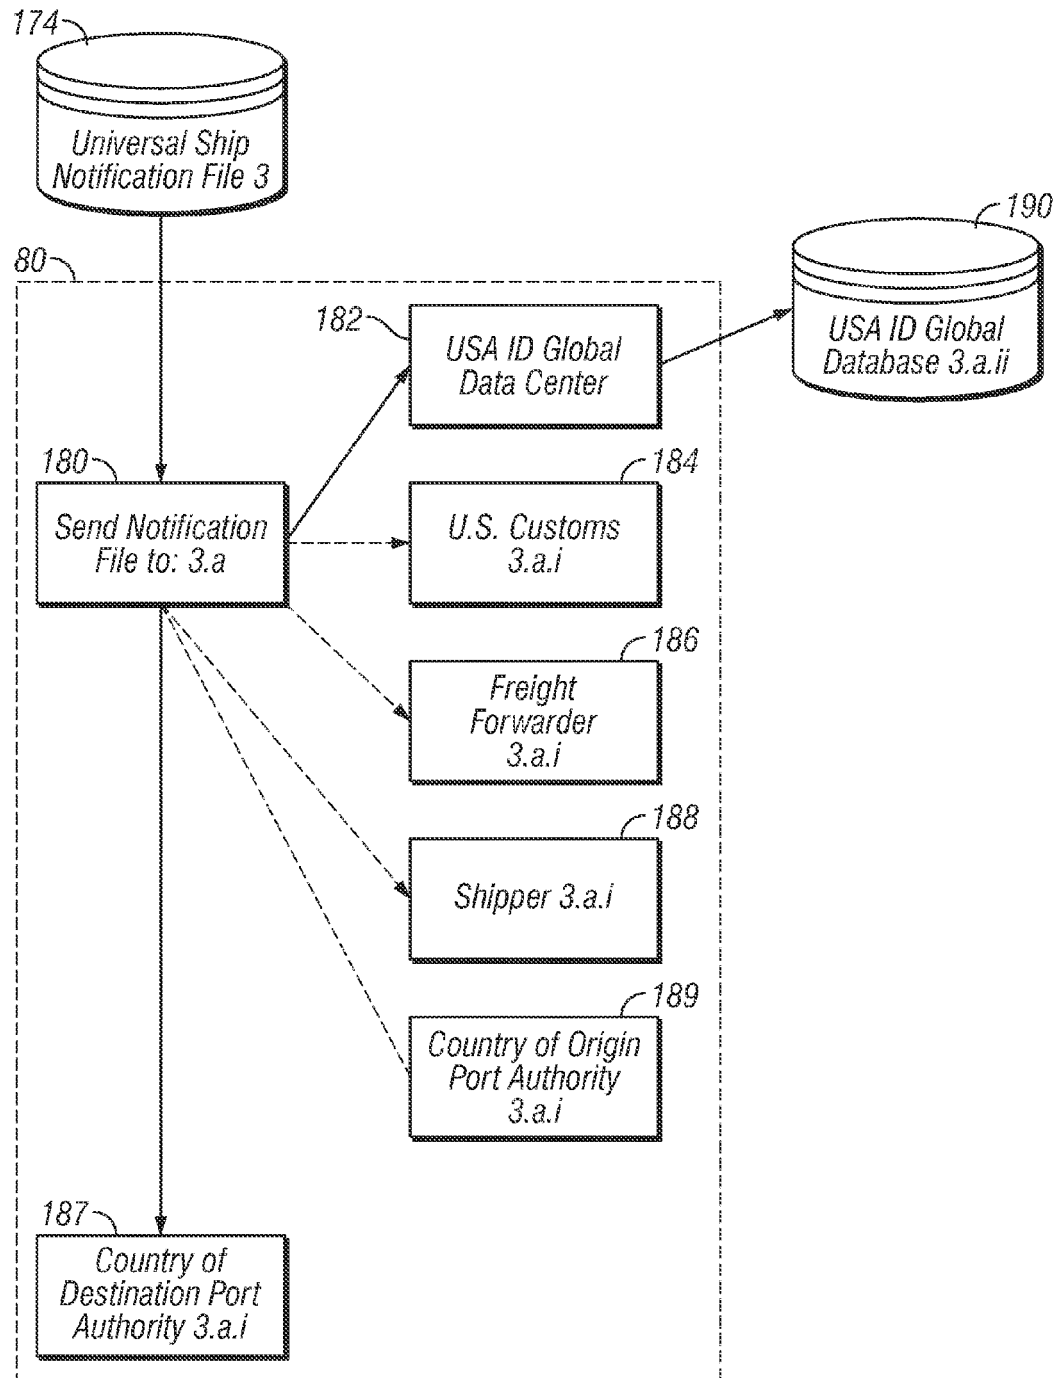 174
Universal Ship
Notification File 3
190
USA ID Global
Database 3.a.ii
80
182
USA ID Global
Data Center
180
Send Notification
File to: 3.a
184
U.S. Customs
3.a.i
186
Freight
Forwarder
3.a.i
188
Shipper 3.a.i
189
Country of Origin
Port Authority
3.a.i
187
Country of
Destination Port
Authority 3.a.i